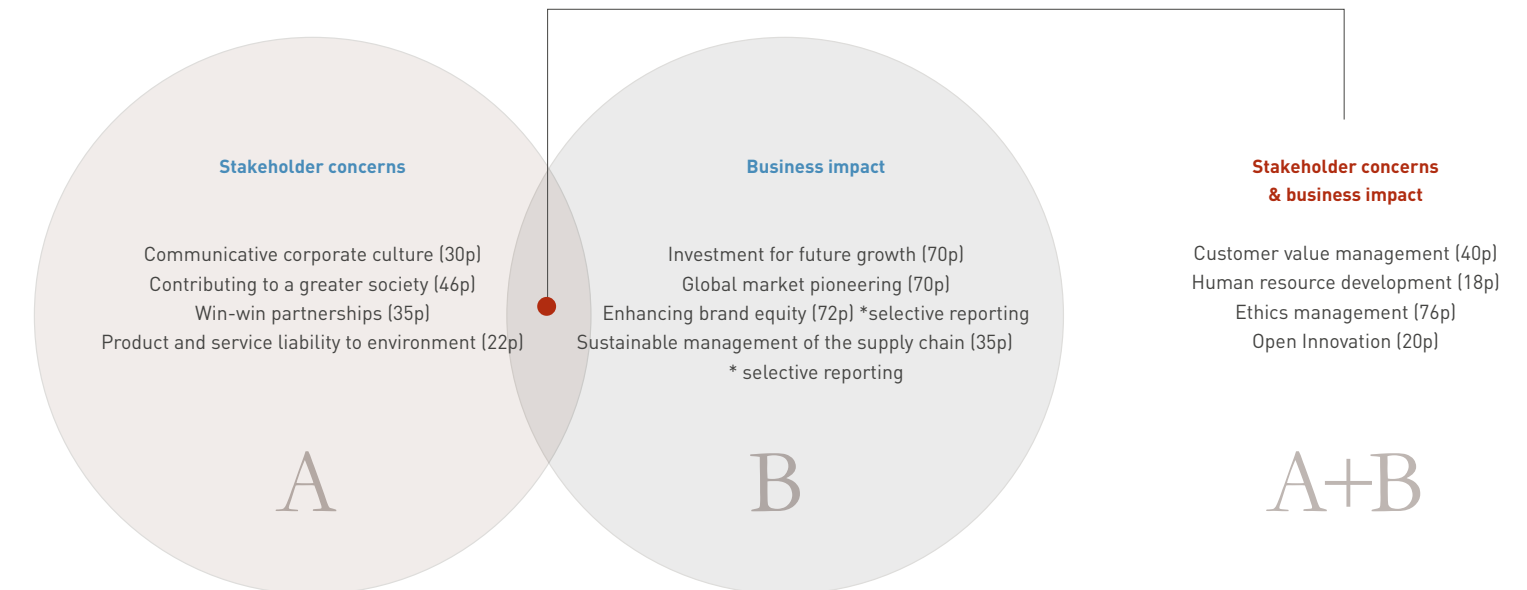 Stakeholder concerns
Communicative corporate culture (30p)
Contributing to a greater society (46p)
Win-win partnerships (35p)
Product and service liability to environment (22p)
A
Business impact
Investment for future growth (70p)
Global market pioneering (70p)
Enhancing brand equity (72p) *selective reporting
Sustainable management of the supply chain (35p)
* selective reporting
B
Stakeholder concerns
& business impact
Customer value management (40p)
Human resource development (18p)
Ethics management (76p)
Open Innovation (20p)
A+B